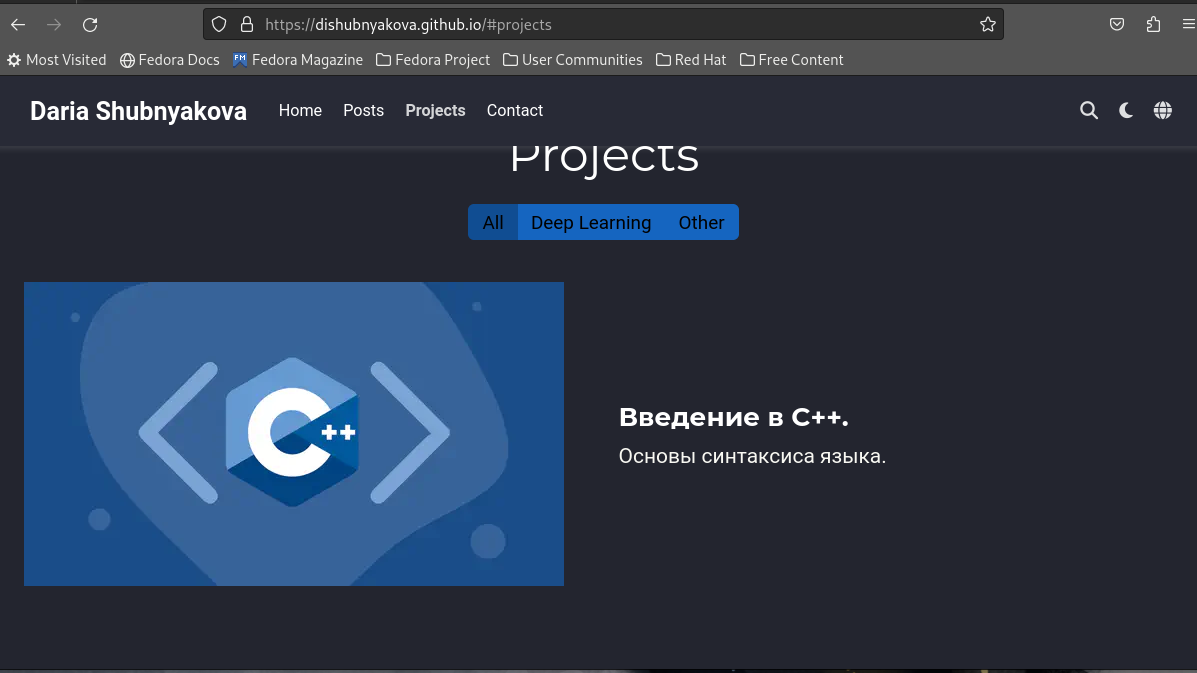 https://dishubnyakova.github.io/#projects
Most Visited Fedora Docs FM Fedora Magazine Fedora Project User Communities Red Hat Free Content
Daria Shubnyakova Home Posts Projects Contact
Projects
All Deep Learning Other
C++
Введение в C++.
Основы синтаксиса языка.